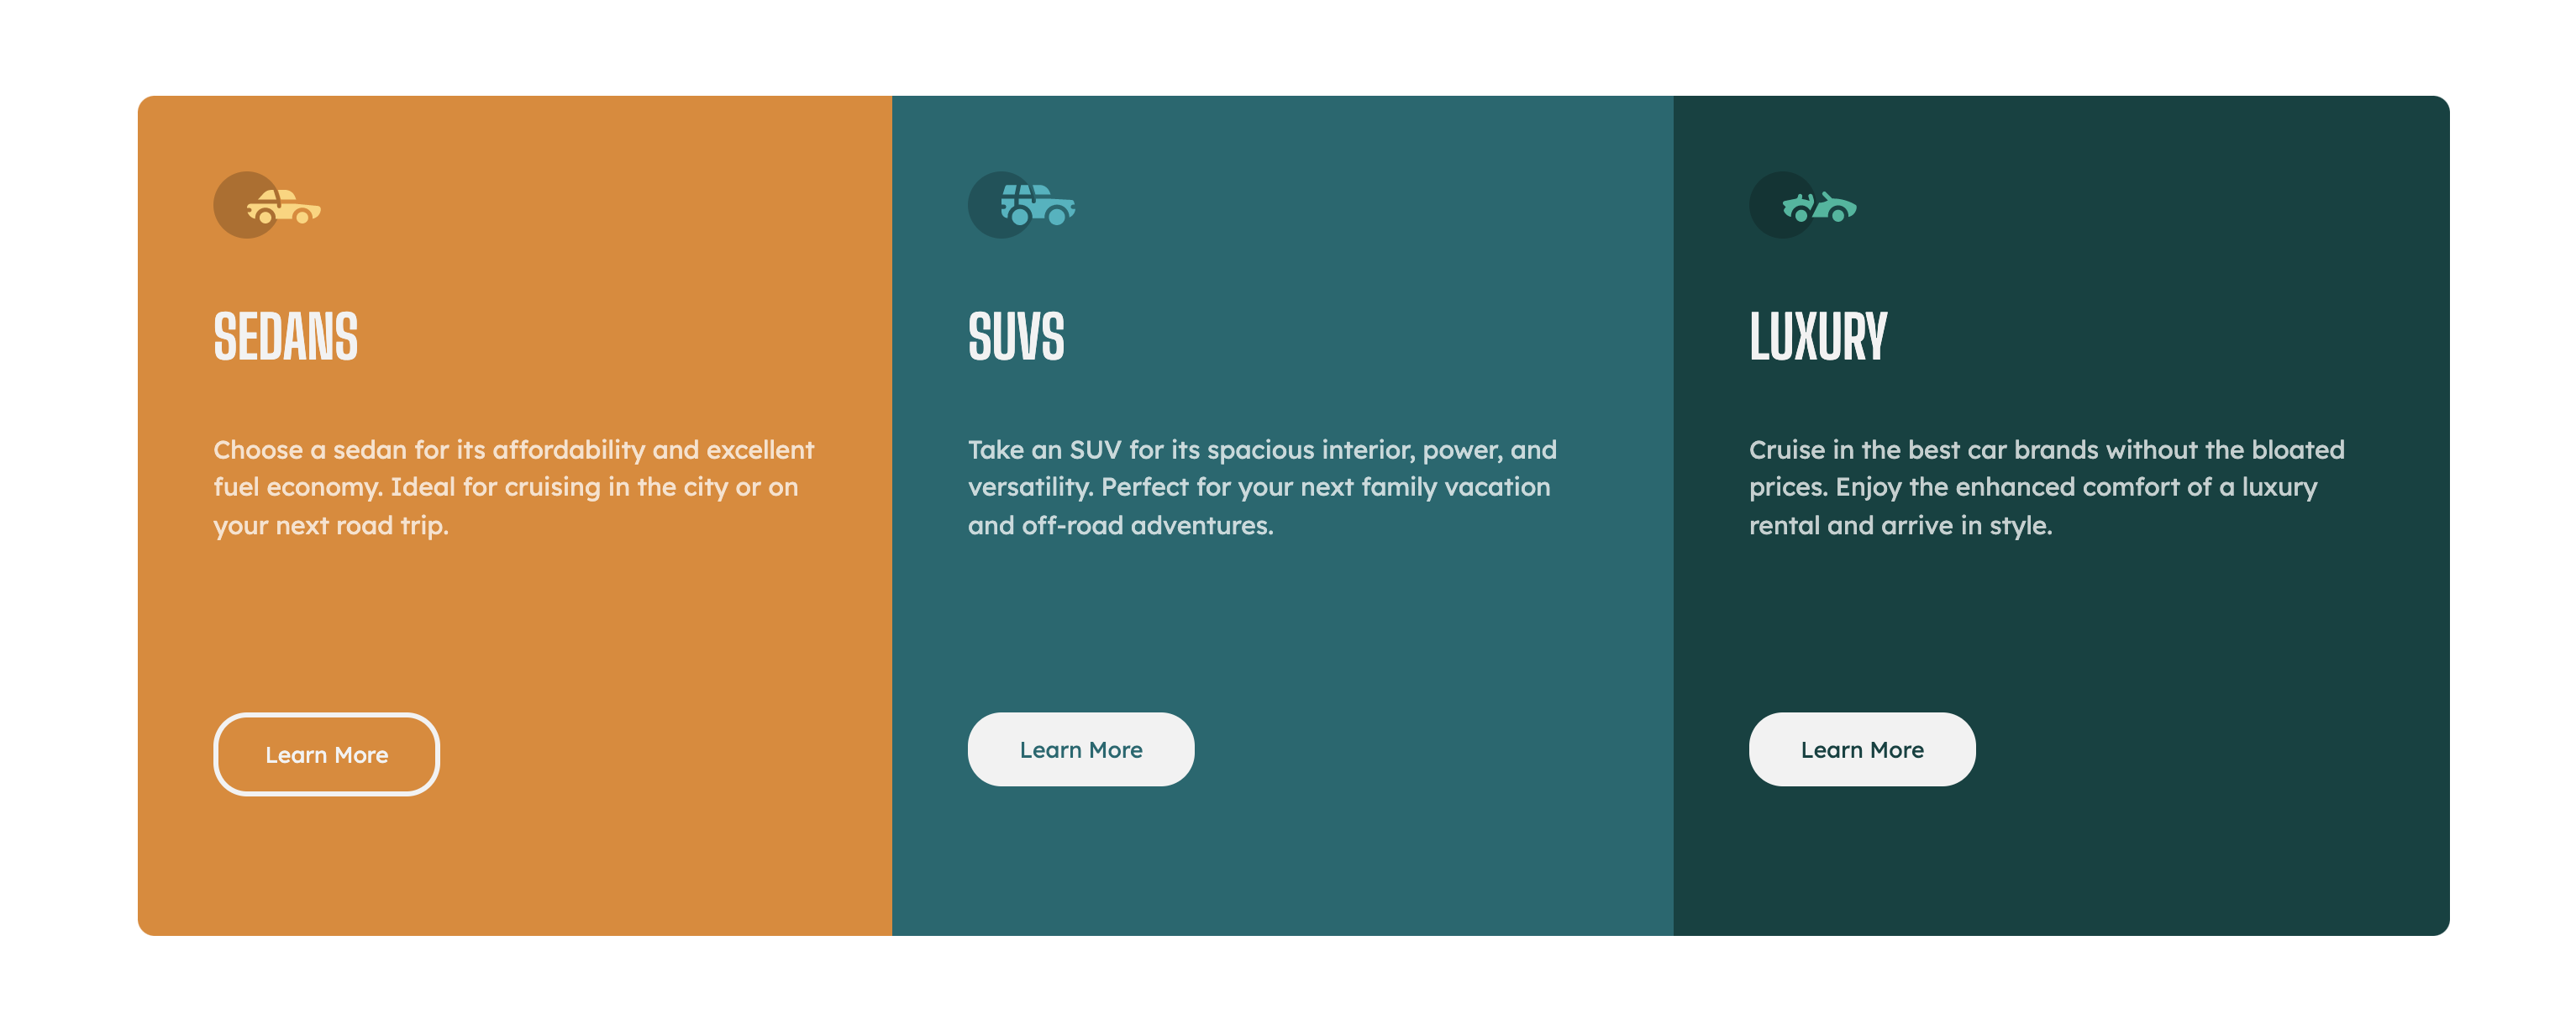 SEDANS
Choose a sedan for its affordability and excellent
fuel economy. Ideal for cruising in the city or on
your next road trip.
Learn More
SUVS
Take an SUV for its spacious interior, power, and
versatility. Perfect for your next family vacation
and off-road adventures.
Learn More
LUXURY
Cruise in the best car brands without the bloated
prices. Enjoy the enhanced comfort of a luxury
rental and arrive in style.
Learn More